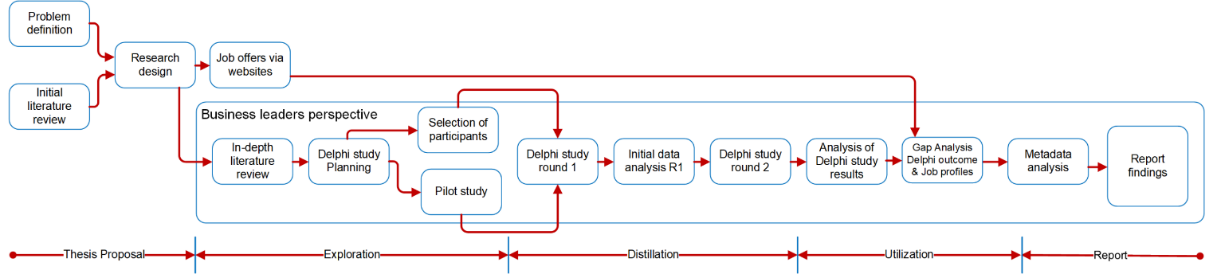 Problem
definition
Initial
literature
review
Research
design
Job offers via
websites
Business leaders perspective
In-depth
literature
review
Delphi study
Planning
Selection of
participants
Pilot study
Delphi study
round 1
Initial data
analysis R1
Delphi study
round 2
Analysis of
Delphi study
results
Gap Analysis
Delphi outcome
& Job profiles
Metadata
analysis
Report
findings
Thesis Proposal
Exploration
Distillation
Utilization
Report